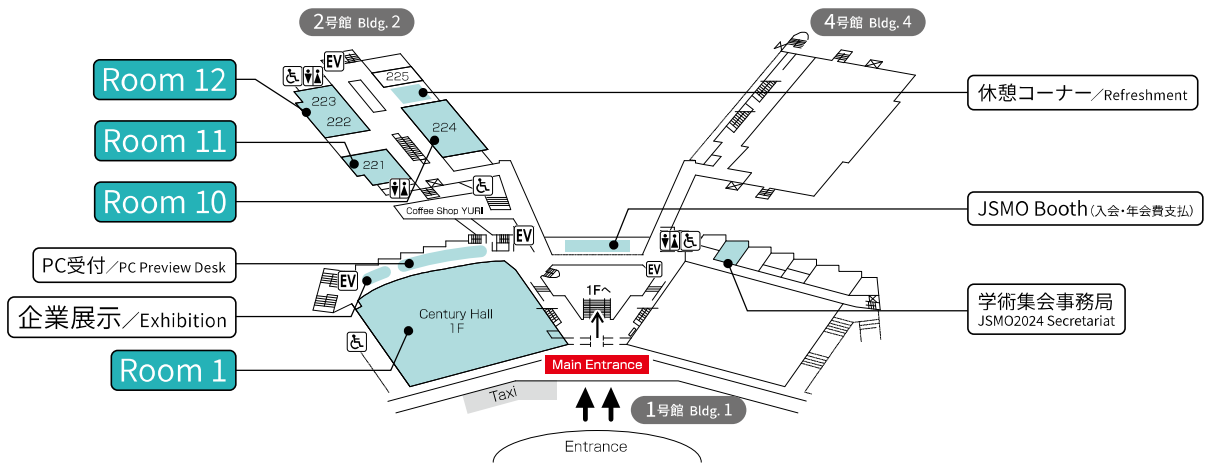 2号館 Bldg. 2
4号館 Bldg. 4
Room 12
EV
225
223
222
224
休憩コーナー/Refreshment
Room 11
221
Room 10
Coffee Shop YURI
JSMO Booth(入会・年会費支払)
EV
PC受付/PC Preview Desk
EV
EV
1Fへ
企業展示/Exhibition
Century Hall
1F
学術集会事務局
JSMO2024 Secretariat
Room 1
Main Entrance
Taxi
1号館 Bldg. 1
Entrance